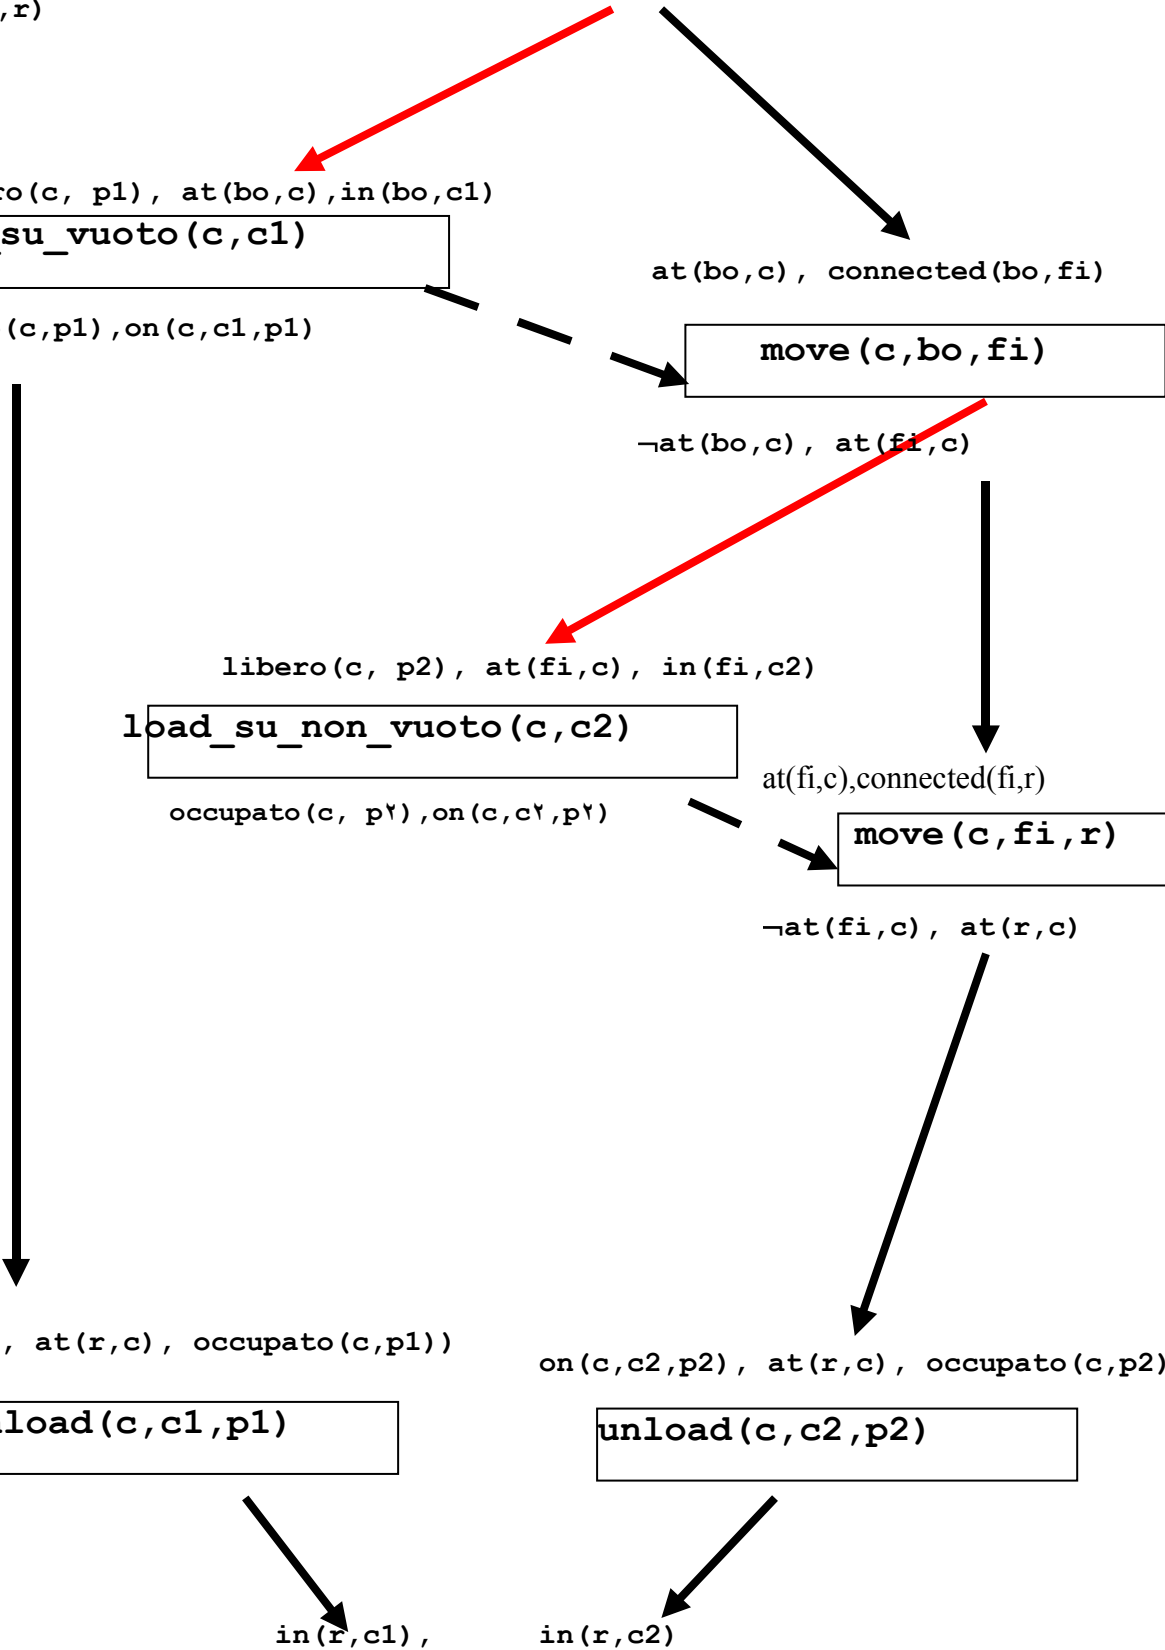 ,r)
ro(c, p1), at(bo,c),in(bo,c1)
_su_vuoto(c,c1)
at(bo,c), connected(bo,fi)
(c,p1),on(c,c1,p1)
move(c,bo,fi)
¬at(bo,c), at(fi,c)
libero(c, p2), at(fi,c), in(fi,c2)
load_su_non_vuoto(c,c2)
at(fi,c),connected(fi,r)
occupato(c, p٢),on(c,c٢,p٢)
move(c,fi,r)
¬at(fi,c), at(r,c)
, at(r,c), occupato(c,p1))
on(c,c2,p2), at(r,c), occupato(c,p2)
load(c,c1,p1)
unload(c,c2,p2)
in(r,c1), in(r,c2)